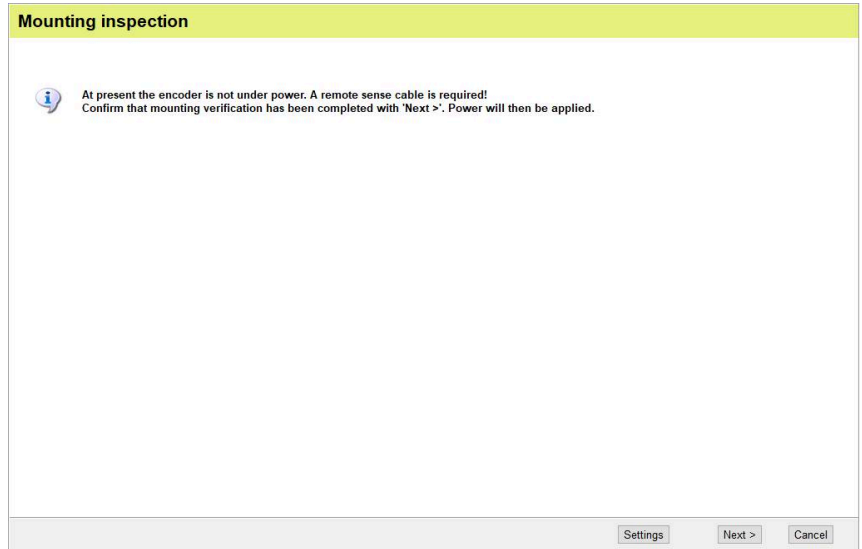 Mounting inspection
At present the encoder is not under power. A remote sense cable is required!
Confirm that mounting verification has been completed with 'Next >'. Power will then be applied.
Settings
Next >
Cancel